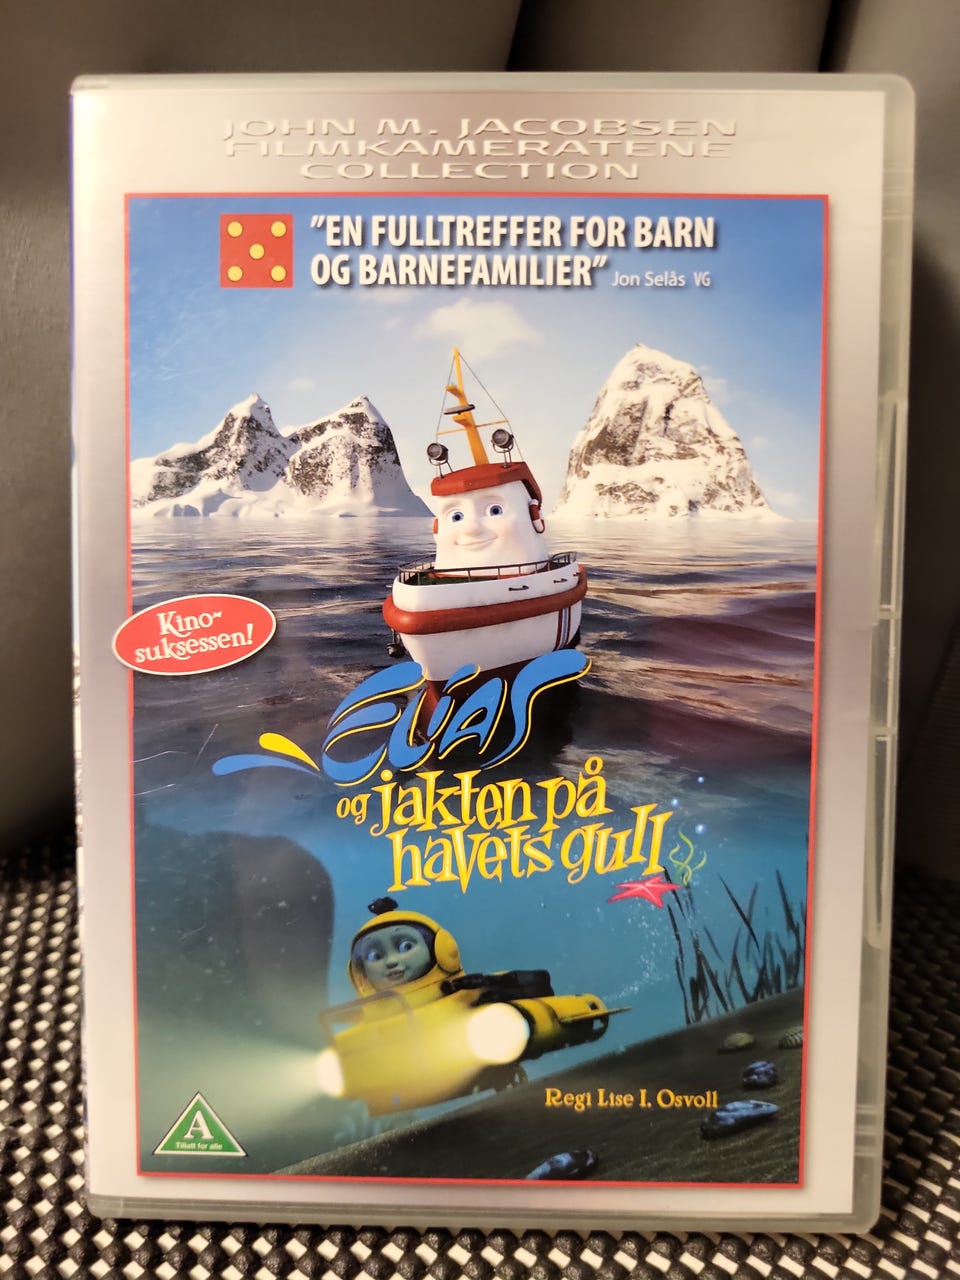 JOHN M. JACOBSEN
FILMKAMERATENE
COLLECTION
"EN FULLTREFFER FOR BARN
OG BARNEFAMILIER" Jon Selås VG
Kino-
suksessen!
ELIAS
og jakten på
havets gull
Regi Lise I. Osvoll
A
Tillatt for alle